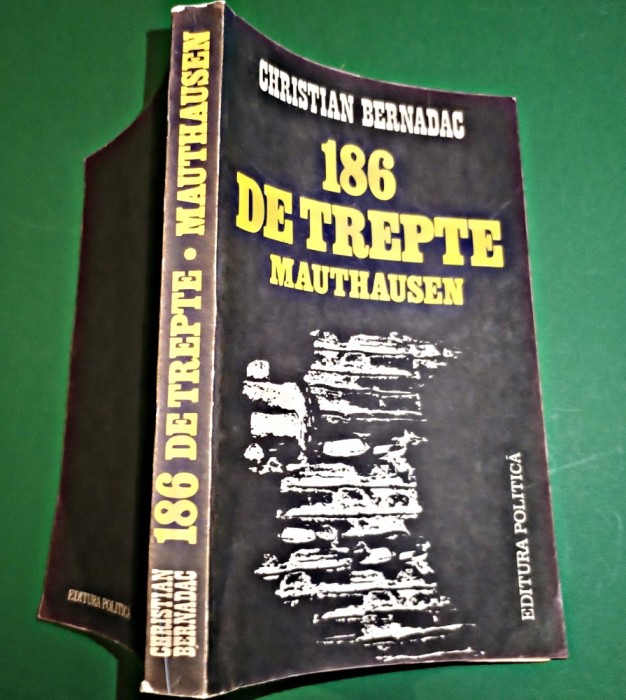 CHRISTIAN BERNADAC
186
DE TREPTE
MAUTHAUSEN
EDITURA POLITICĂ
CHRISTIAN
BERNADAC
186 DE TREPTE • MAUTHAUSEN
EDITURA POLITICĂ